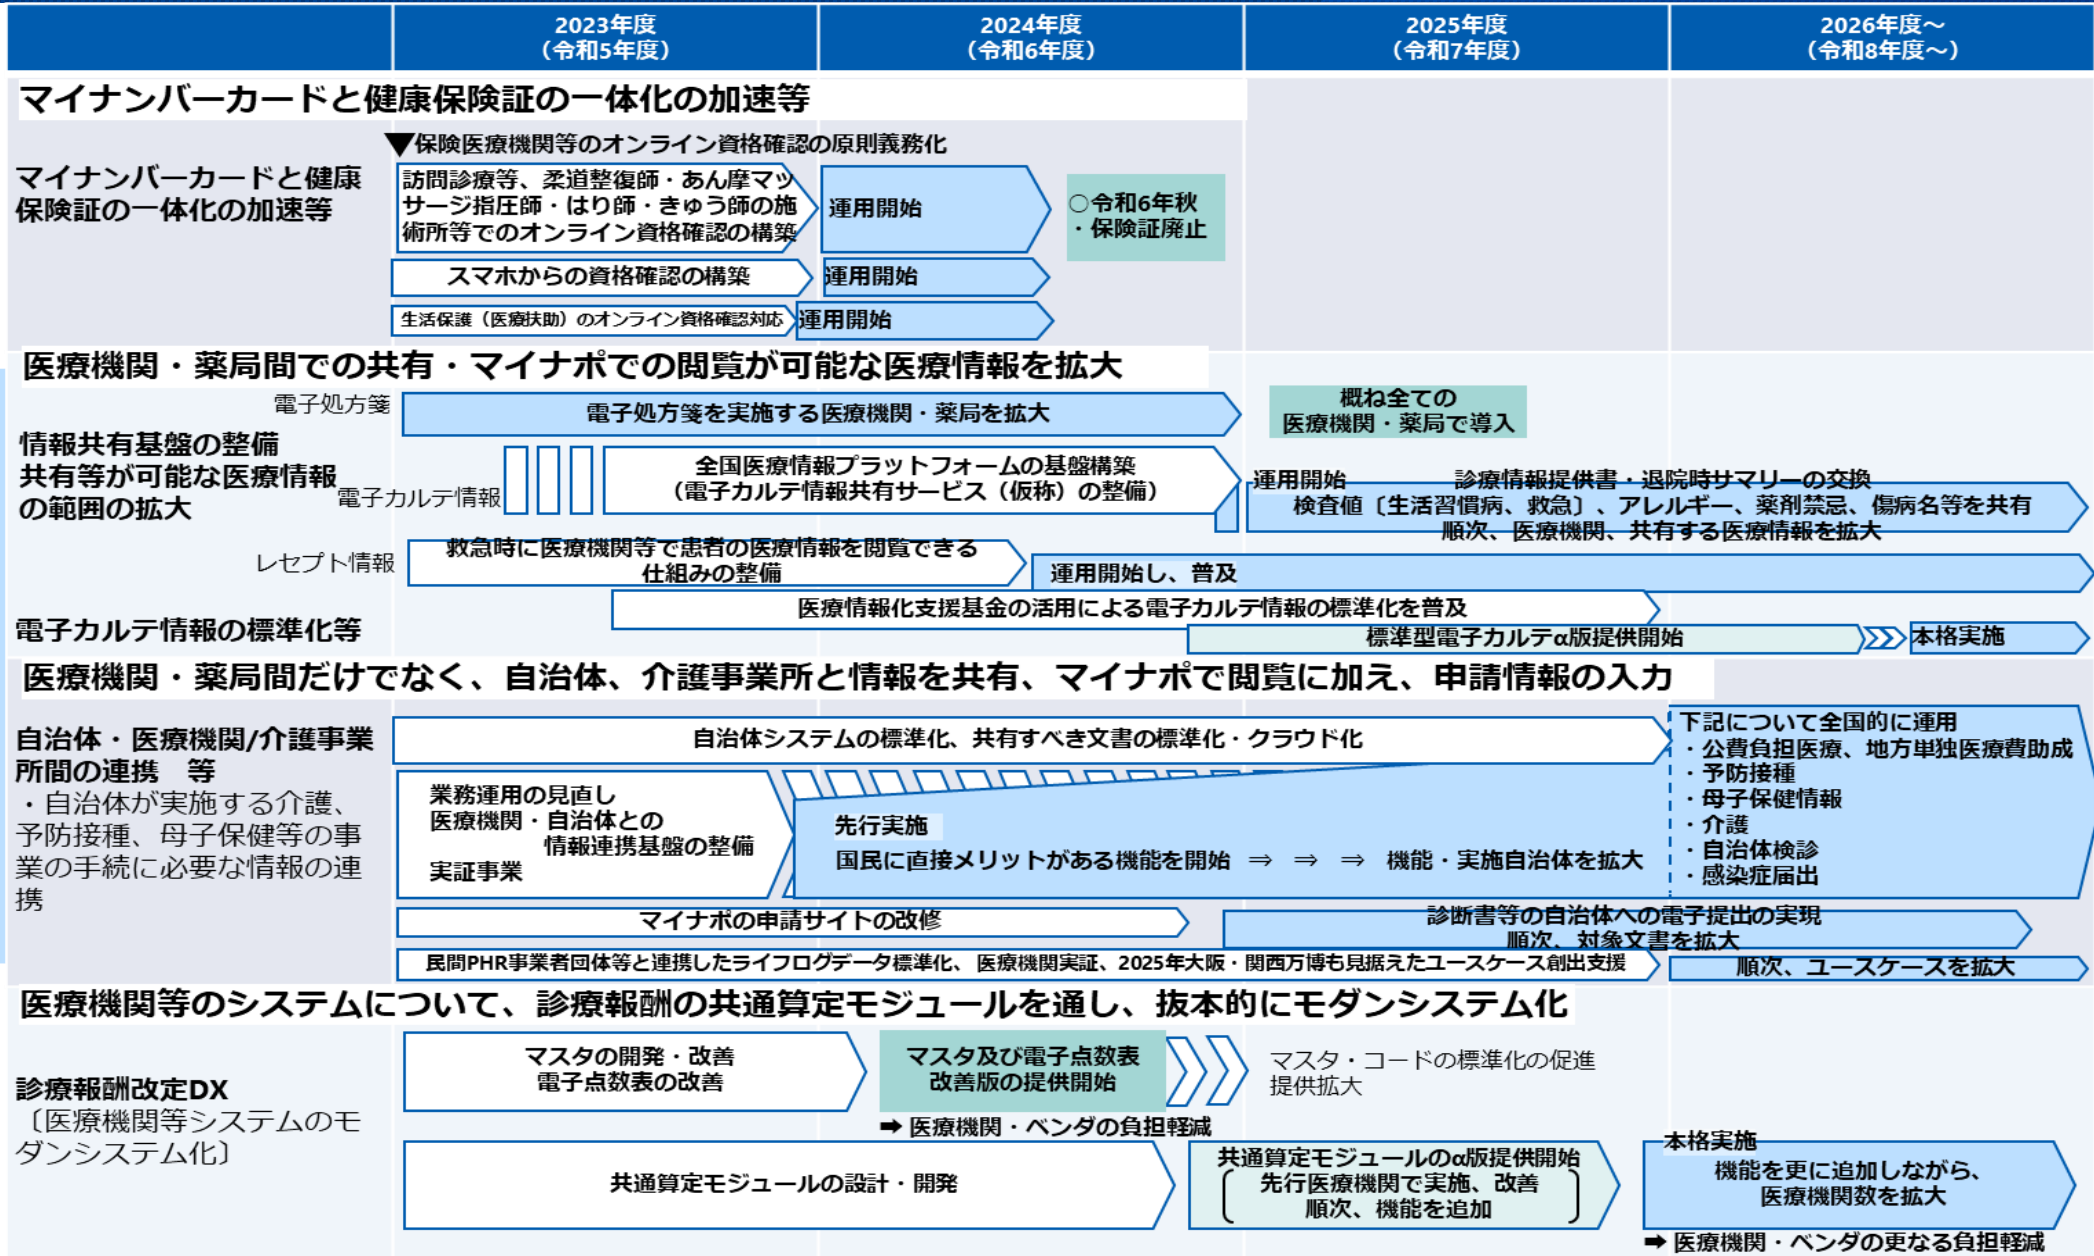 2023年度
（令和5年度）
2024年度
（令和6年度）
2025年度
（令和7年度）
2026年度～
（令和8年度～）
マイナンバーカードと健康保険証の一体化の加速等
▼保険医療機関等のオンライン資格確認の原則義務化
マイナンバーカードと健康
保険証の一体化の加速等
訪問診療等、柔道整復師・あん摩マッ
サージ指圧師・はり師・きゅう師の施
術所等でのオンライン資格確認の構築
運用開始
○令和6年秋
・保険証廃止
スマホからの資格確認の構築
運用開始
生活保護（医療扶助）のオンライン資格確認対応
運用開始
医療機関・薬局間での共有・マイナポでの閲覧が可能な医療情報を拡大
電子処方箋
電子処方箋を実施する医療機関・薬局を拡大
概ね全ての
医療機関・薬局で導入
情報共有基盤の整備
共有等が可能な医療情報
の範囲の拡大
電子カルテ情報
全国医療情報プラットフォームの基盤構築
（電子カルテ情報共有サービス（仮称）の整備）
運用開始
診療情報提供書・退院時サマリーの交換
検査値〔生活習慣病、救急〕、アレルギー、薬剤禁忌、傷病名等を共有
順次、医療機関、共有する医療情報を拡大
レセプト情報
救急時に医療機関等で患者の医療情報を閲覧できる
仕組みの整備
運用開始し、普及
医療情報化支援基金の活用による電子カルテ情報の標準化を普及
電子カルテ情報の標準化等
標準型電子カルテα版提供開始
本格実施
医療機関・薬局間だけでなく、自治体、介護事業所と情報を共有、マイナポで閲覧に加え、申請情報の入力
自治体・医療機関/介護事業
所間の連携　等
・自治体が実施する介護、
予防接種、母子保健等の事
業の手続に必要な情報の連
携
自治体システムの標準化、共有すべき文書の標準化・クラウド化
業務運用の見直し
医療機関・自治体との
情報連携基盤の整備
実証事業
先行実施
国民に直接メリットがある機能を開始　⇒　⇒　⇒　機能・実施自治体を拡大
下記について全国的に運用
・公費負担医療、地方単独医療費助成
・予防接種
・母子保健情報
・介護
・自治体検診
・感染症届出
マイナポの申請サイトの改修
診断書等の自治体への電子提出の実現
順次、対象文書を拡大
民間PHR事業者団体等と連携したライフログデータ標準化、医療機関実証、2025年大阪・関西万博も見据えたユースケース創出支援
順次、ユースケースを拡大
医療機関等のシステムについて、診療報酬の共通算定モジュールを通し、抜本的にモダンシステム化
診療報酬改定DX
〔医療機関等システムのモ
ダンシステム化〕
マスタの開発・改善
電子点数表の改善
マスタ及び電子点数表
改善版の提供開始
マスタ・コードの標準化の促進
提供拡大
➡ 医療機関・ベンダの負担軽減
共通算定モジュールの設計・開発
共通算定モジュールのα版提供開始
先行医療機関で実施、改善
順次、機能を追加
本格実施
機能を更に追加しながら、
医療機関数を拡大
➡ 医療機関・ベンダの更なる負担軽減